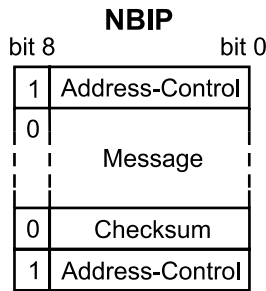 NBIP
bit 8 bit 0
1 Address-Control
0
Message
0 Checksum
1 Address-Control